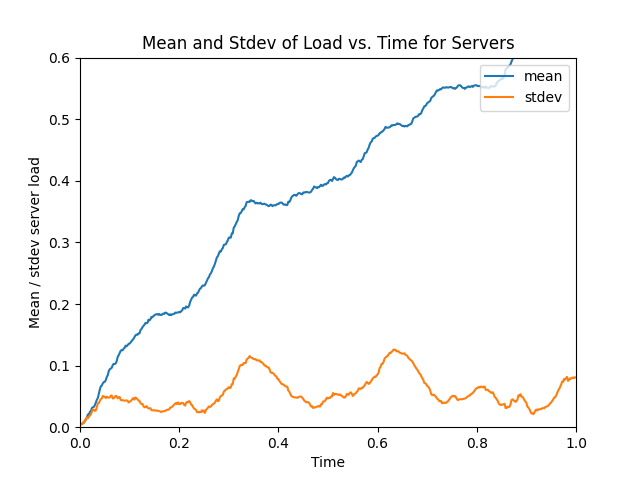 Mean and Stdev of Load vs. Time for Servers
0.6
mean
stdev
0.5
0.4
0.3
0.2
0.1
0.0
Mean / stdev server load
0.0 0.2 0.4 0.6 0.8 1.0
Time